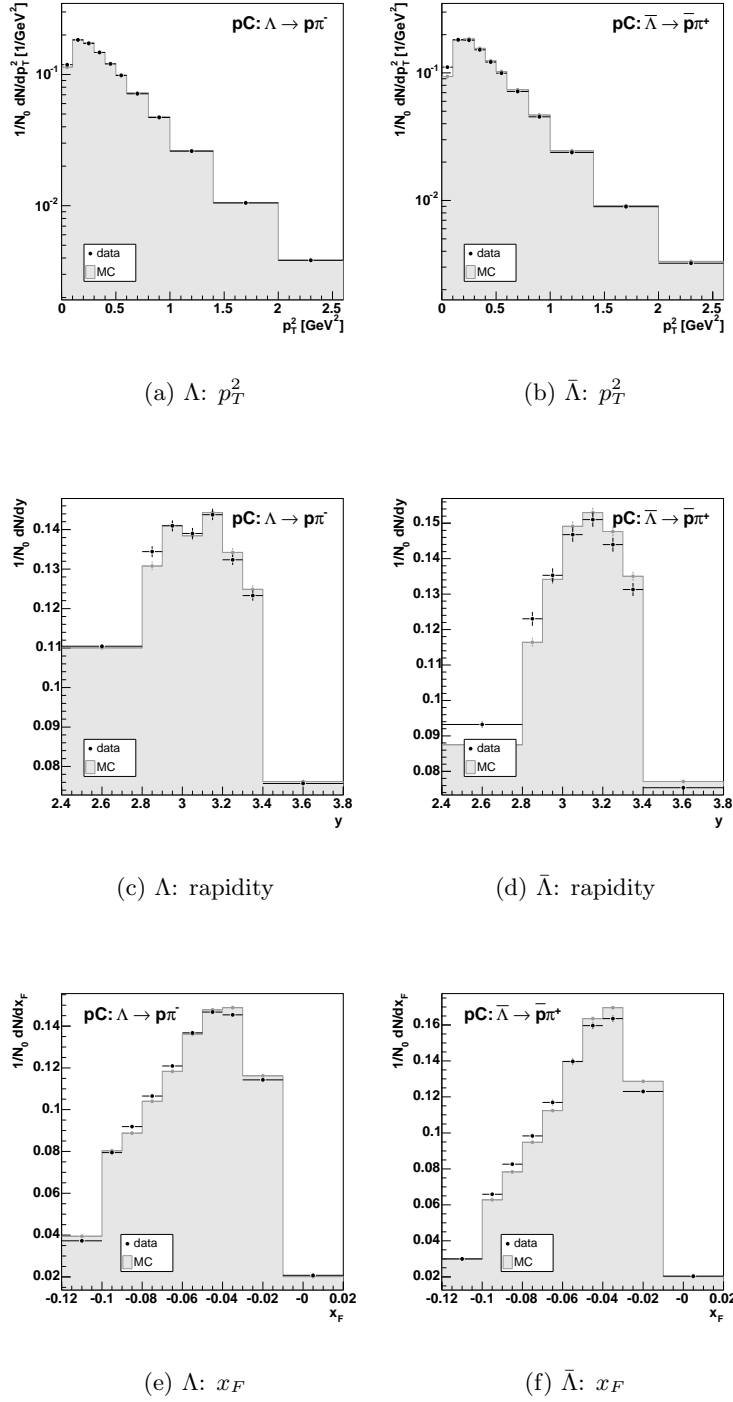 pC: Λ → pπ⁻
1/N₀ dN/dp_T² [1/GeV²]
10⁻¹
10⁻²
data
MC
0 0.5 1 1.5 2 2.5
p_T² [GeV²]
(a) Λ: p_T²
pC: Λ̅ → p̅π⁺
1/N₀ dN/dp_T² [1/GeV²]
10⁻¹
10⁻²
data
MC
0 0.5 1 1.5 2 2.5
p_T² [GeV²]
(b) Λ̄: p_T²
pC: Λ → pπ⁻
1/N₀ dN/dy
0.14
0.13
0.12
0.11
0.1
0.09
0.08
data
MC
2.4 2.6 2.8 3 3.2 3.4 3.6 3.8
y
(c) Λ: rapidity
pC: Λ̅ → p̅π⁺
1/N₀ dN/dy
0.15
0.14
0.13
0.12
0.11
0.1
0.09
0.08
data
MC
2.4 2.6 2.8 3 3.2 3.4 3.6 3.8
y
(d) Λ̄: rapidity
pC: Λ → pπ⁻
1/N₀ dN/dx_F
0.14
0.12
0.1
0.08
0.06
0.04
0.02
data
MC
-0.12 -0.1 -0.08 -0.06 -0.04 -0.02 -0 0.02
x_F
(e) Λ: x_F
pC: Λ̅ → p̅π⁺
1/N₀ dN/dx_F
0.16
0.14
0.12
0.1
0.08
0.06
0.04
0.02
data
MC
-0.12 -0.1 -0.08 -0.06 -0.04 -0.02 -0 0.02
x_F
(f) Λ̄: x_F